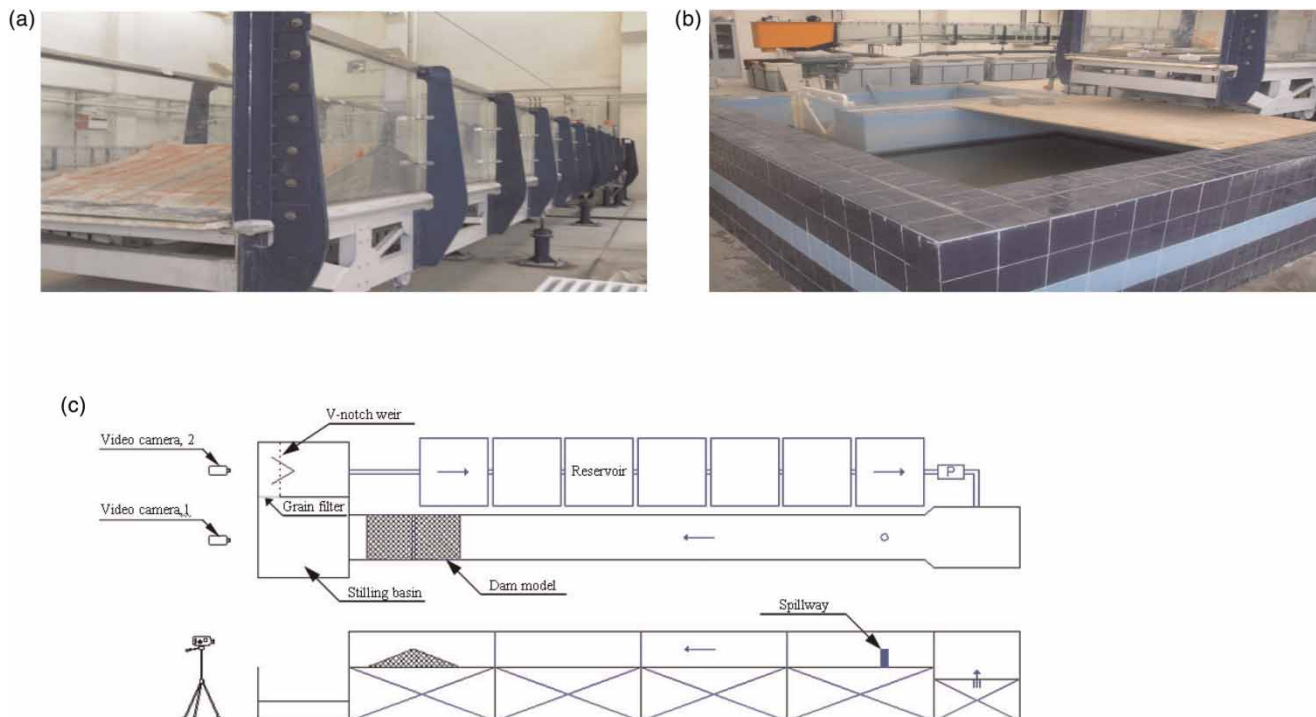 (a)
(b)
(c)
V-notch weir
Video camera, 2
Reservoir
P
Grain filter
Video camera,1
Stilling basin
Dam model
Spillway